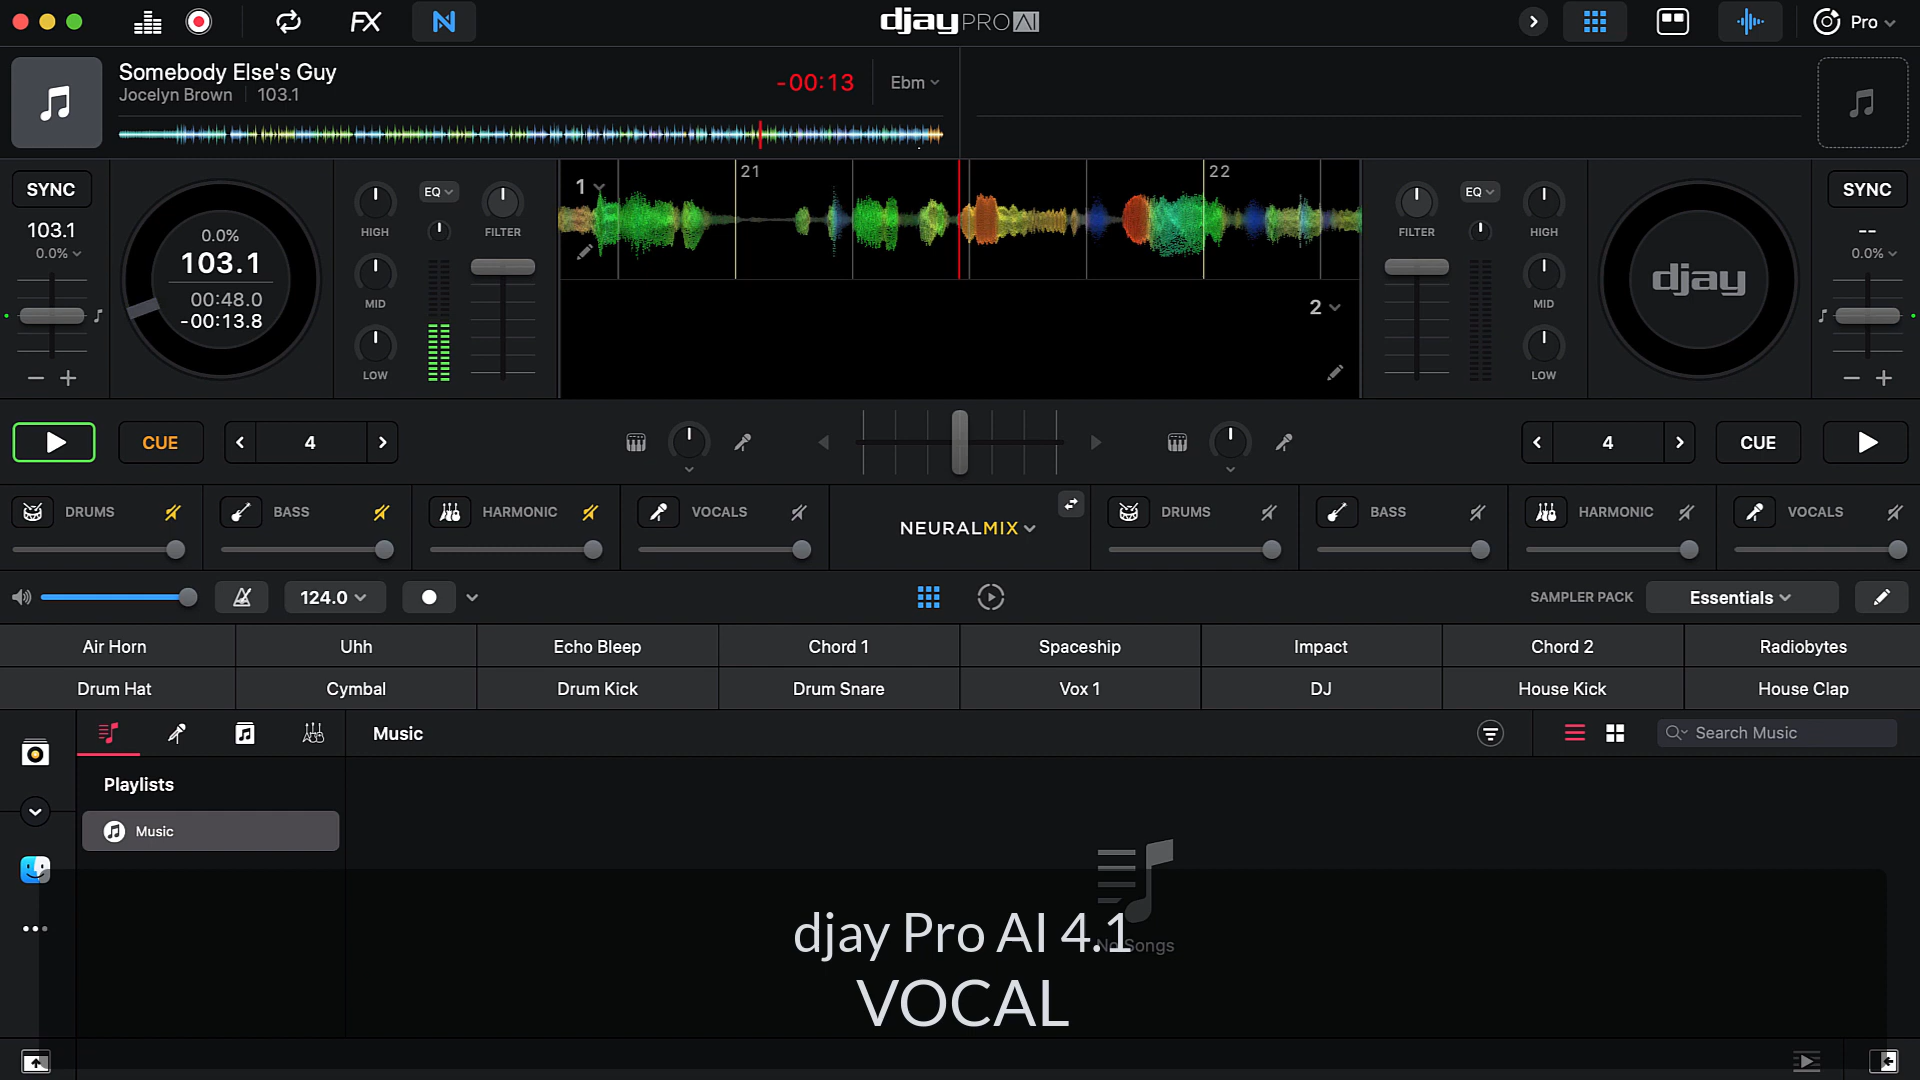 FX
djay PRO AI
Pro
Somebody Else's Guy
Jocelyn Brown 103.1
-00:13
Ebm
SYNC
103.1
0.0%
0.0%
103.1
00:48.0
-00:13.8
HIGH
MID
LOW
EQ
FILTER
1
21
22
2
FILTER
EQ
HIGH
MID
LOW
djay
SYNC
--
0.0%
CUE
4
4
CUE
DRUMS
BASS
HARMONIC
VOCALS
NEURALMIX
DRUMS
BASS
HARMONIC
VOCALS
124.0
SAMPLER PACK
Essentials
Air Horn
Uhh
Echo Bleep
Chord 1
Spaceship
Impact
Chord 2
Radiobytes
Drum Hat
Cymbal
Drum Kick
Drum Snare
Vox 1
DJ
House Kick
House Clap
Music
Search Music
Playlists
Music
No Songs
djay Pro AI 4.1
VOCAL